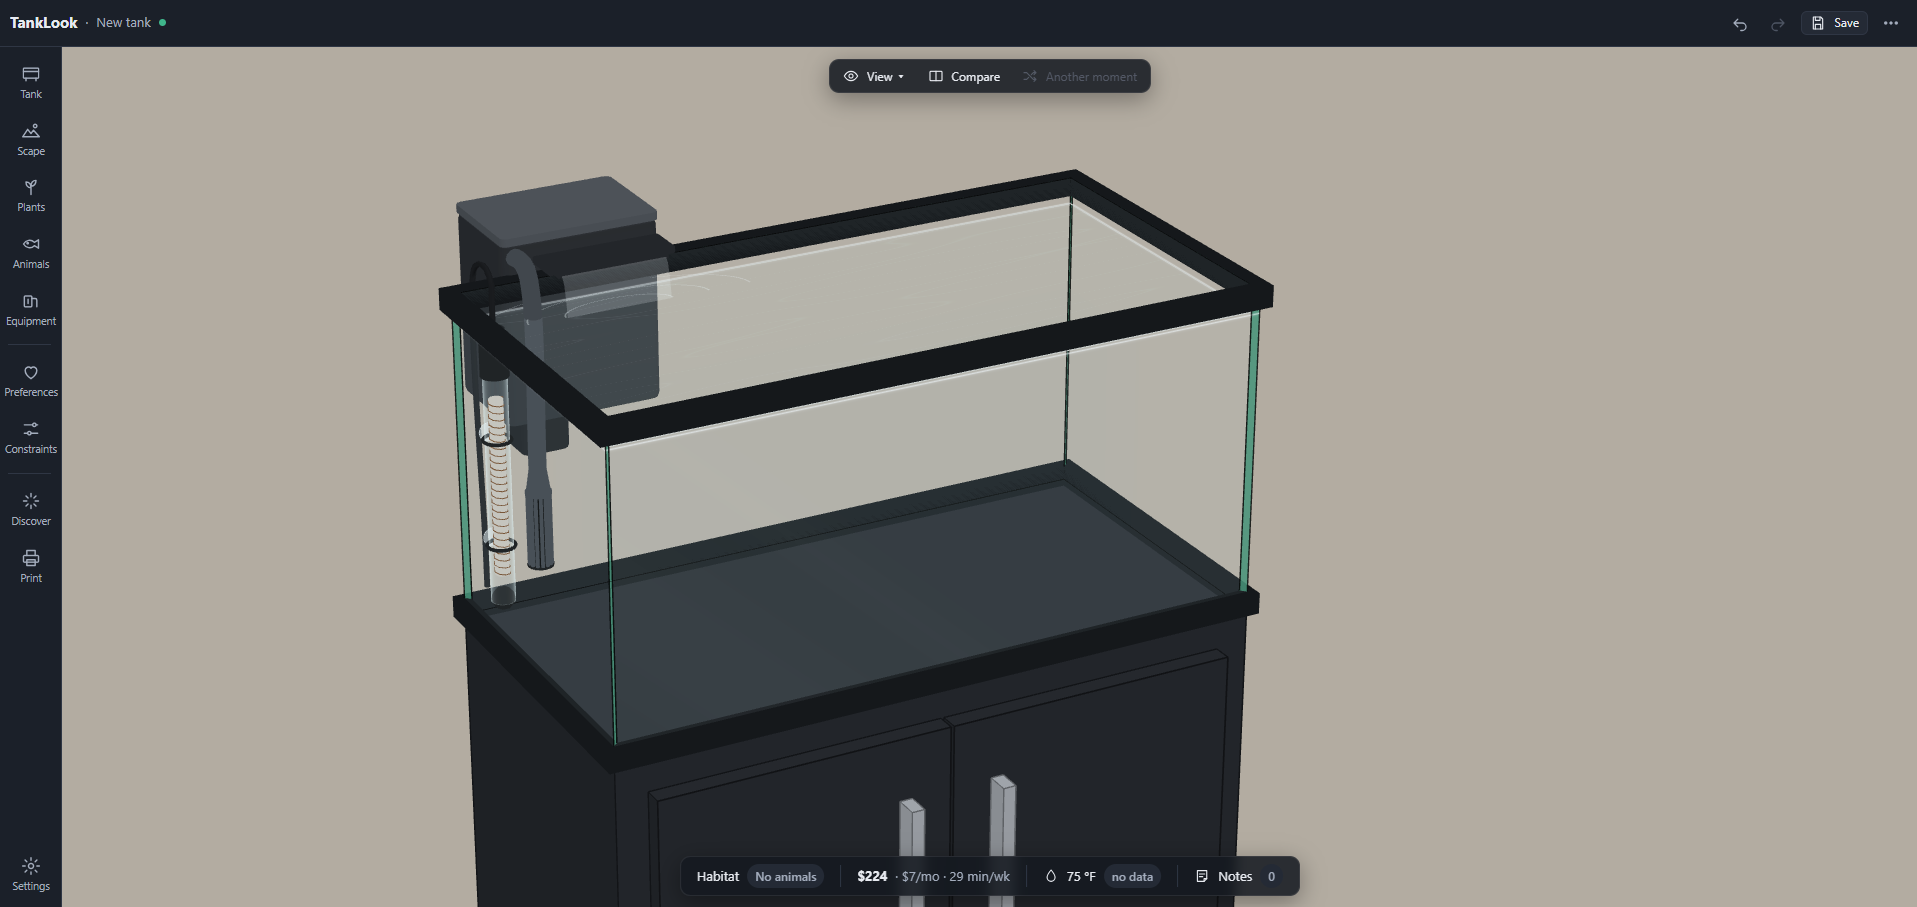 TankLook · New tank
Save
View
Compare
Another moment
Tank
Scape
Plants
Animals
Equipment
Preferences
Constraints
Discover
Print
Settings
Habitat No animals
$224 · $7/mo · 29 min/wk
75 °F no data
Notes 0